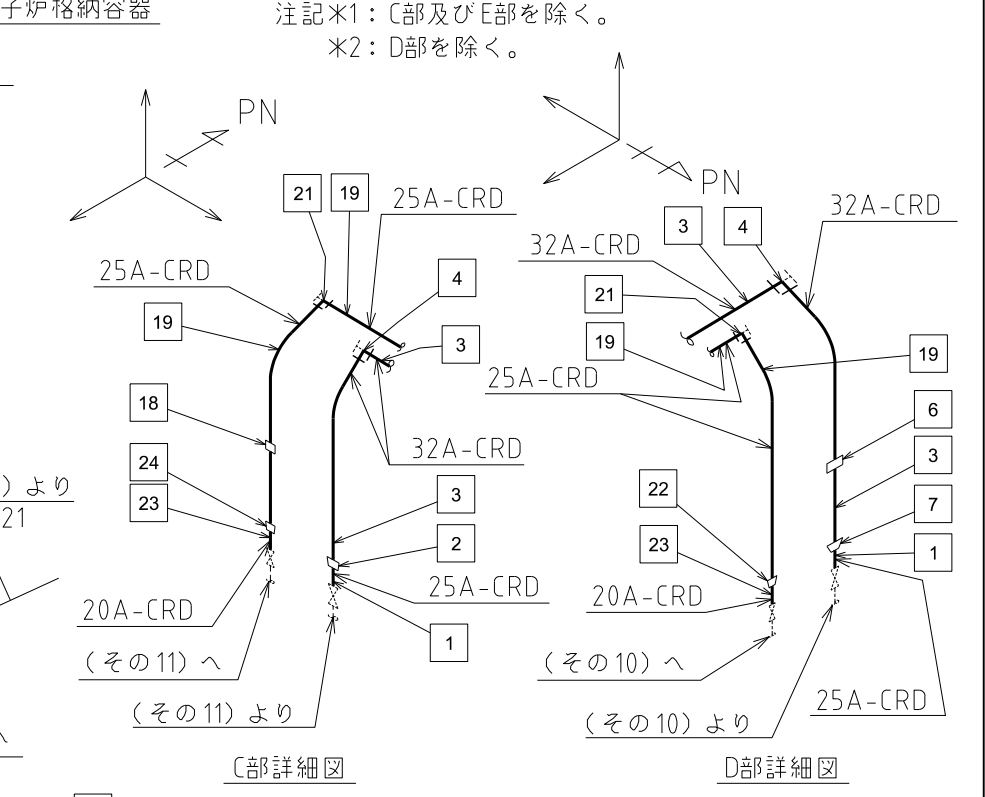 子炉格納容器
注記*1：C部及びE部を除く。
*2：D部を除く。
PN
PN
21
19
25A-CRD
25A-CRD
19
4
3
18
24
23
32A-CRD
3
2
25A-CRD
20A-CRD
1
(その11) へ
(その11) より
C部詳細図
3
4
32A-CRD
32A-CRD
21
19
25A-CRD
19
6
3
7
1
22
23
20A-CRD
(その10) へ
(その10) より
25A-CRD
D部詳細図
) より
21